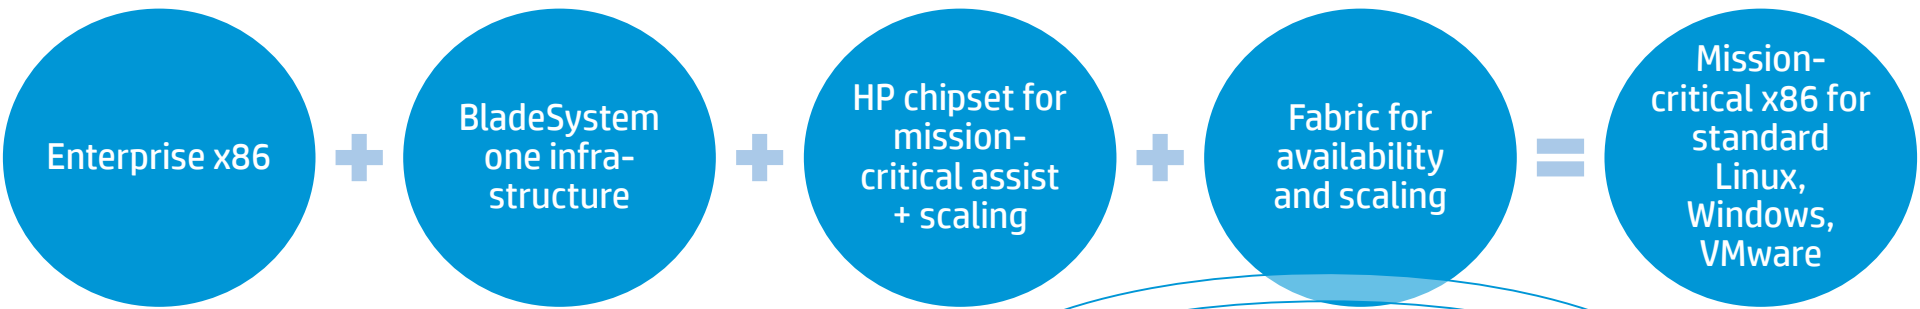 Enterprise x86
BladeSystem
one infra-
structure
HP chipset for
mission-
critical assist
+ scaling
Fabric for
availability
and scaling
Mission-
critical x86 for
standard
Linux,
Windows,
VMware